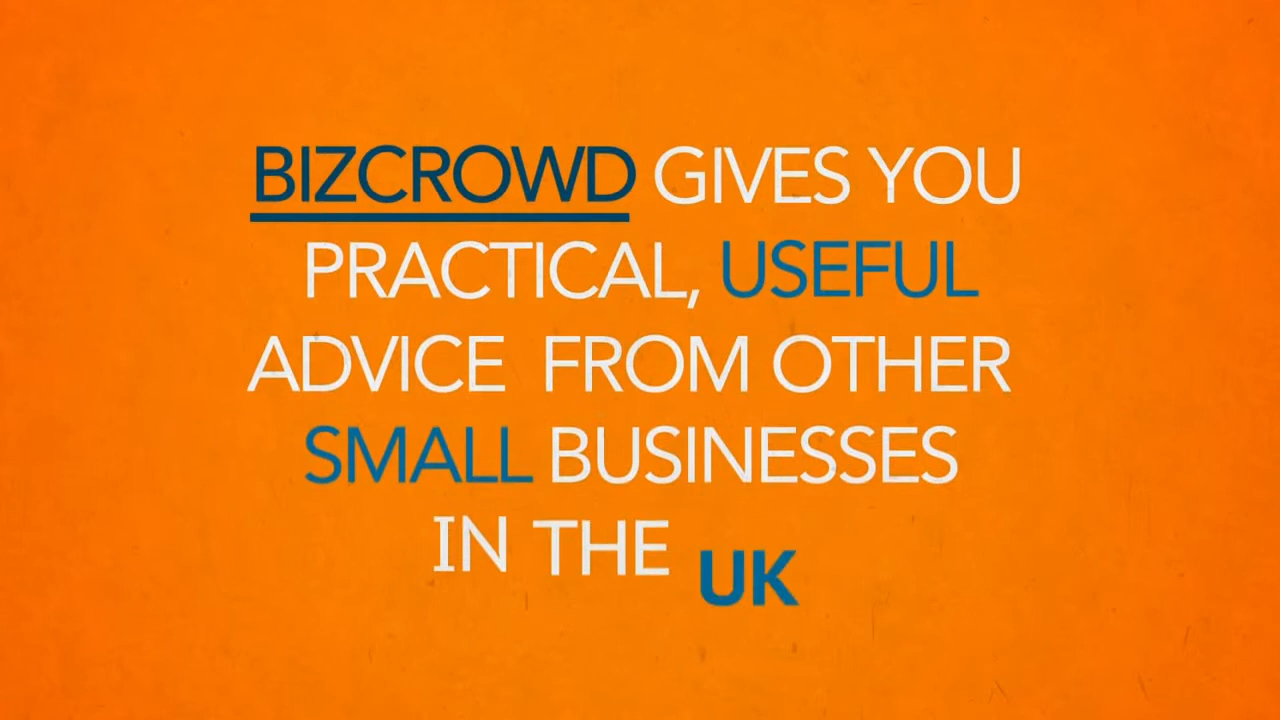 BIZCROWD GIVES YOU
PRACTICAL, USEFUL
ADVICE FROM OTHER
SMALL BUSINESSES
IN THE UK